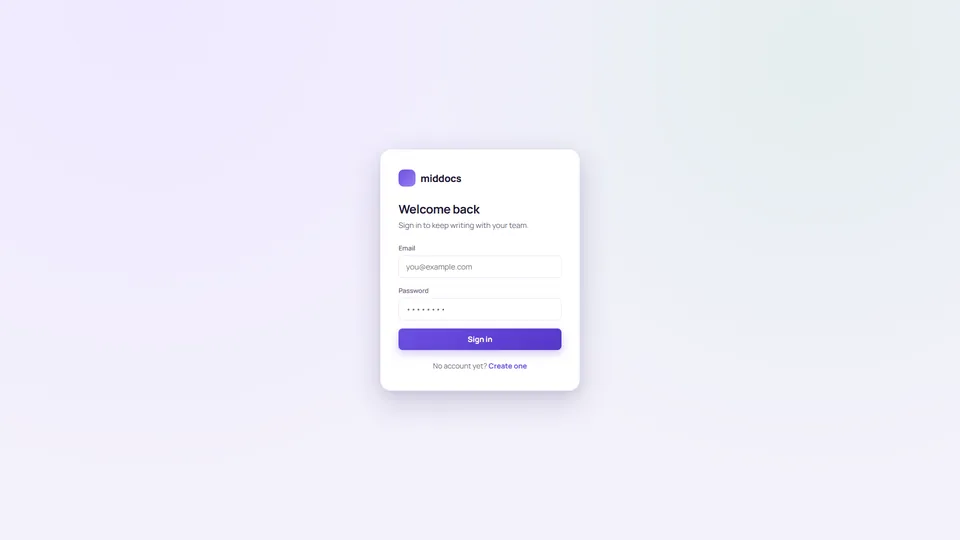 middocs
Welcome back
Sign in to keep writing with your team.
Email
you@example.com
Password
••••••••
Sign in
No account yet? Create one